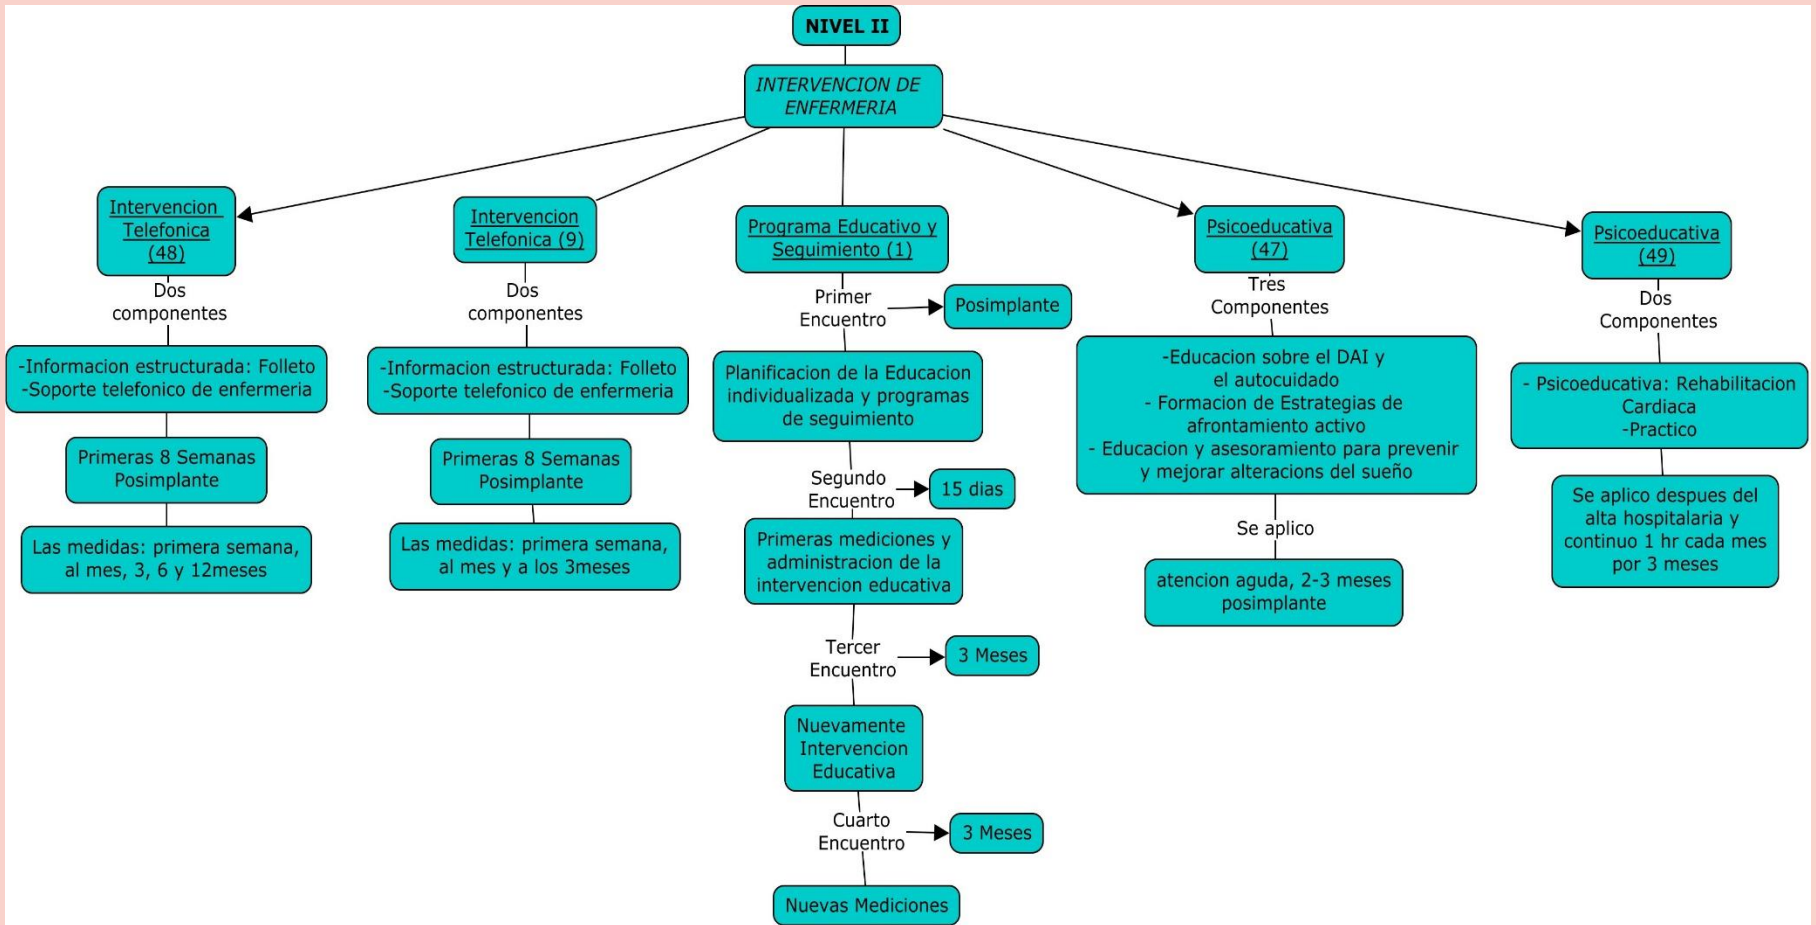 NIVEL II
INTERVENCION DE
ENFERMERIA
Intervencion
Telefonica
(48)
Dos
componentes
-Informacion estructurada: Folleto
-Soporte telefonico de enfermeria
Primeras 8 Semanas
Posimplante
Las medidas: primera semana,
al mes, 3, 6 y 12meses
Intervencion
Telefonica (9)
Dos
componentes
-Informacion estructurada: Folleto
-Soporte telefonico de enfermeria
Primeras 8 Semanas
Posimplante
Las medidas: primera semana,
al mes y a los 3meses
Programa Educativo y
Seguimiento (1)
Primer
Encuentro
Posimplante
Planificacion de la Educacion
individualizada y programas
de seguimiento
Segundo
Encuentro
15 dias
Primeras mediciones y
administracion de la
intervencion educativa
Tercer
Encuentro
3 Meses
Nuevamente
Intervencion
Educativa
Cuarto
Encuentro
3 Meses
Nuevas Mediciones
Psicoeducativa
(47)
Tres
Componentes
-Educacion sobre el DAI y
el autocuidado
- Formacion de Estrategias de
afrontamiento activo
- Educacion y asesoramiento para prevenir
y mejorar alteracions del sueño
Se aplico
atencion aguda, 2-3 meses
posimplante
Psicoeducativa
(49)
Dos
Componentes
- Psicoeducativa: Rehabilitacion
Cardiaca
-Practico
Se aplico despues del
alta hospitalaria y
continuo 1 hr cada mes
por 3 meses